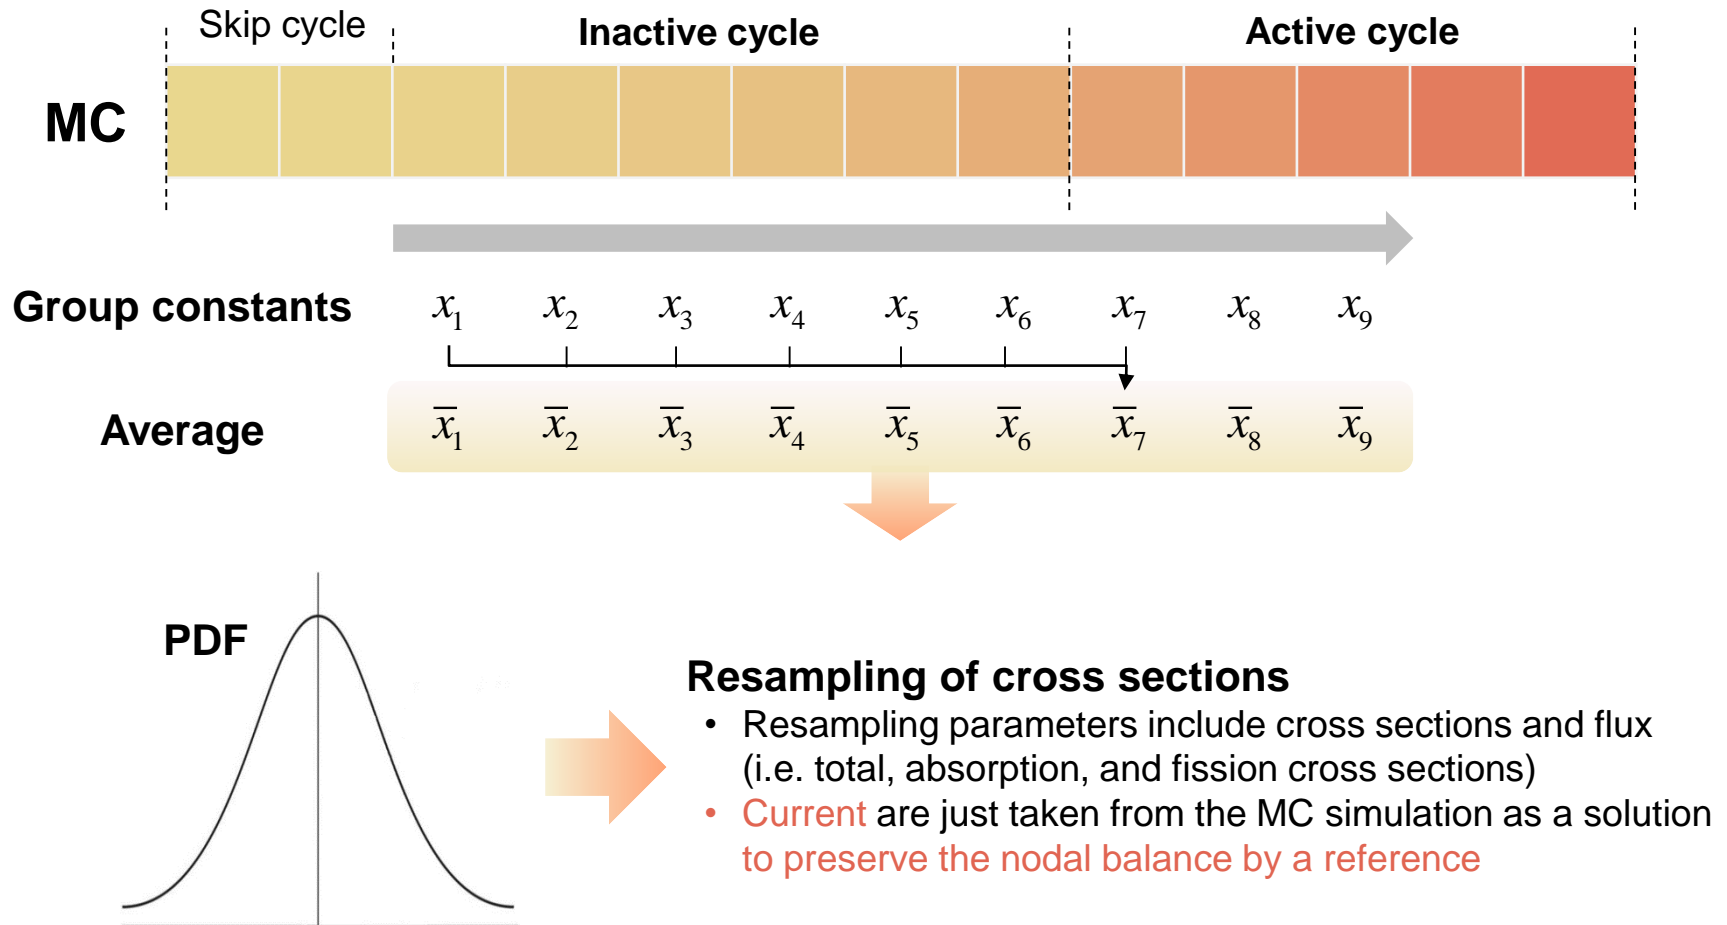 Skip cycle Inactive cycle Active cycle
MC
Group constants x₁ x₂ x₃ x₄ x₅ x₆ x₇ x₈ x₉
Average x̄₁ x̄₂ x̄₃ x̄₄ x̄₅ x̄₆ x̄₇ x̄₈ x̄₉
PDF
Resampling of cross sections
• Resampling parameters include cross sections and flux
(i.e. total, absorption, and fission cross sections)
• Current are just taken from the MC simulation as a solution
to preserve the nodal balance by a reference